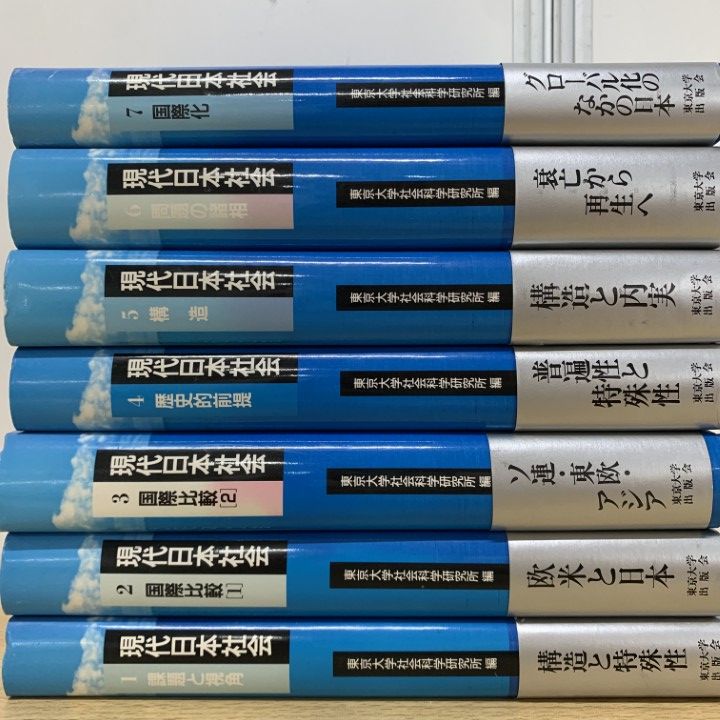 現代日本社会
7 国際化
東京大学社会科学研究所 編
グローバル化の
なかの日本
東京大学
出版会
現代日本社会
6 問題の諸相
東京大学社会科学研究所 編
衰亡から
再生へ
東京大学
出版会
現代日本社会
5 構造
東京大学社会科学研究所 編
構造と内実
東京大学
出版会
現代日本社会
4 歴史的前提
東京大学社会科学研究所 編
普遍性と
特殊性
東京大学
出版会
現代日本社会
3 国際比較[2]
東京大学社会科学研究所 編
ソ連・東欧・
アジア
東京大学
出版会
現代日本社会
2 国際比較[1]
東京大学社会科学研究所 編
欧米と日本
東京大学
出版会
現代日本社会
1 課題と視角
東京大学社会科学研究所 編
構造と特殊性
東京大学
出版会